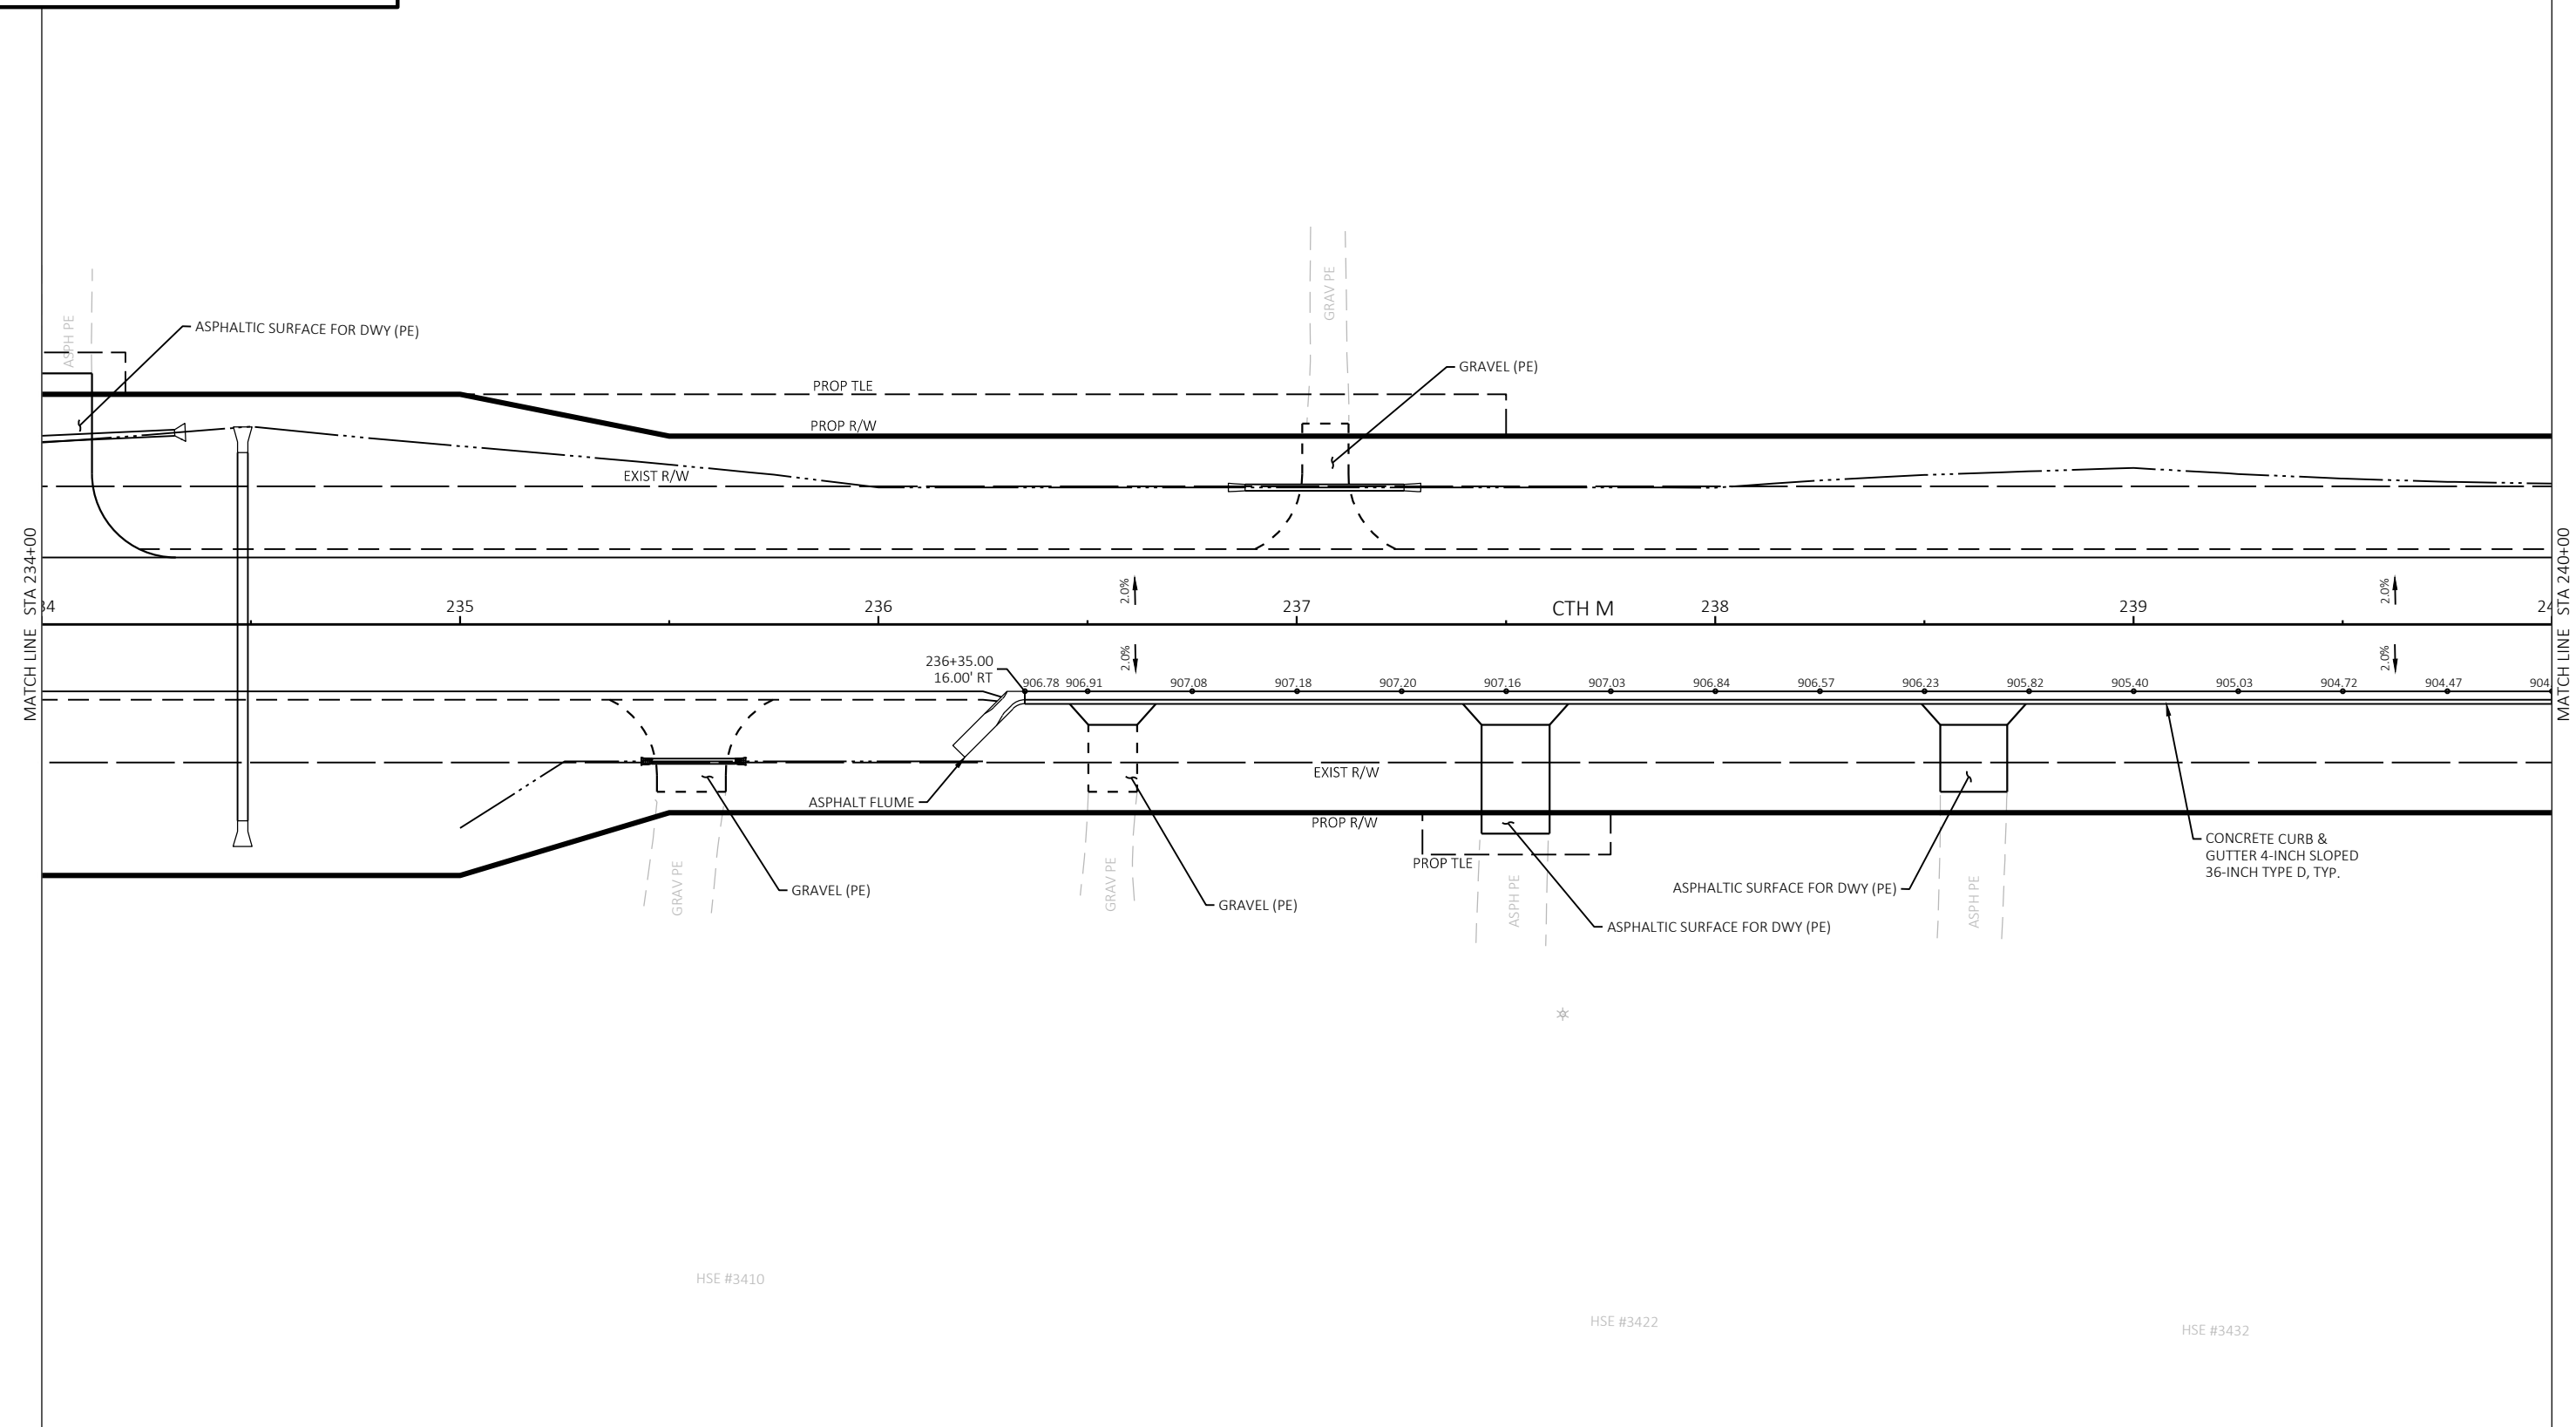 ASPH PE
GRAV PE
ASPHALTIC SURFACE FOR DWY (PE)
GRAVEL (PE)
PROP TLE
PROP R/W
EXIST R/W
MATCH LINE STA 234+00
MATCH LINE STA 240+00
2.0%
2.0%
34
235
236
237
CTH M
238
239
24
236+35.00
16.00' RT
2.0%
2.0%
906.78 906.91 907.08 907.18 907.20 907.16 907.03 906.84 906.57 906.23 905.82 905.40 905.03 904.72 904.47 904
EXIST R/W
ASPHALT FLUME
PROP R/W
PROP TLE
GRAV PE
GRAVEL (PE)
GRAV PE
GRAVEL (PE)
ASPH PE
ASPHALTIC SURFACE FOR DWY (PE)
ASPHALTIC SURFACE FOR DWY (PE)
ASPH PE
CONCRETE CURB &
GUTTER 4-INCH SLOPED
36-INCH TYPE D, TYP.
HSE #3410
HSE #3422
HSE #3432